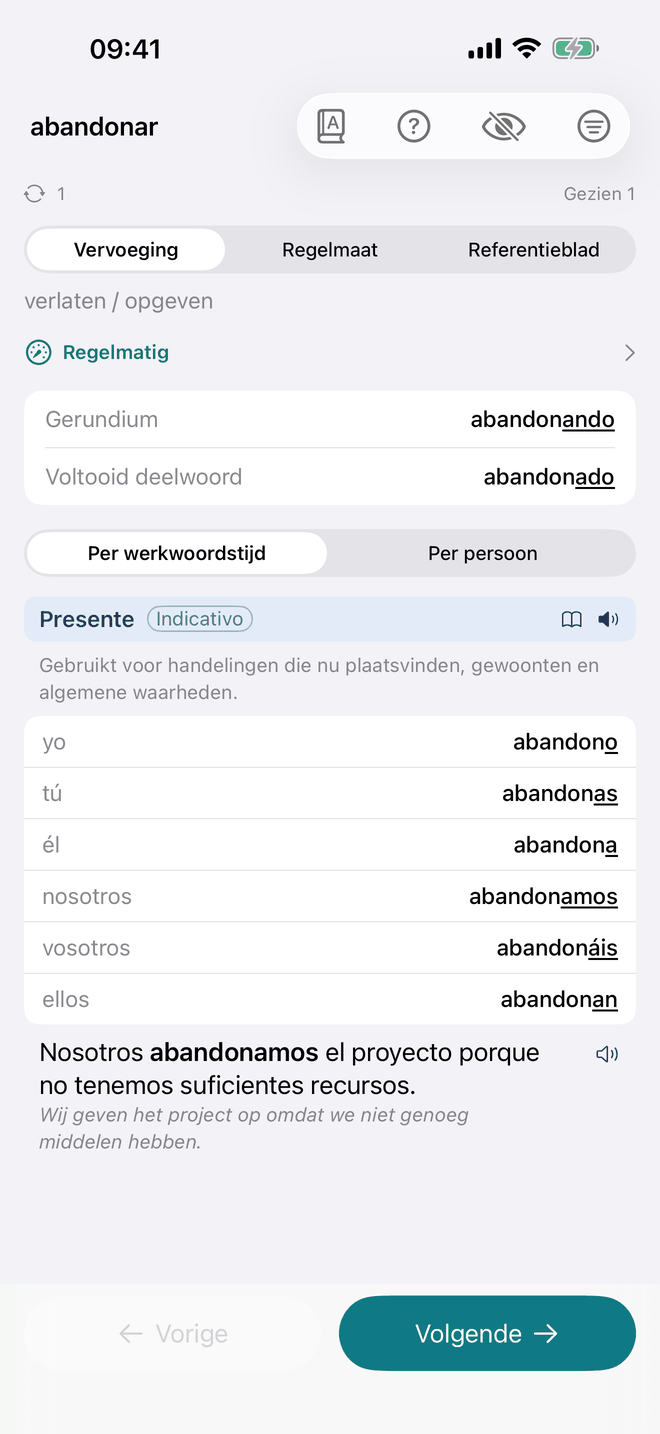 09:41
abandonar
1
Gezien 1
Vervoeging
Regelmaat
Referentieblad
verlaten / opgeven
Regelmatig
Gerundium abandonando
Voltooid deelwoord abandonado
Per werkwoordstijd
Per persoon
Presente Indicativo
Gebruikt voor handelingen die nu plaatsvinden, gewoonten en
algemene waarheden.
yo abandono
tú abandonas
él abandona
nosotros abandonamos
vosotros abandonáis
ellos abandonan
Nosotros abandonamos el proyecto porque
no tenemos suficientes recursos.
Wij geven het project op omdat we niet genoeg
middelen hebben.
← Vorige
Volgende →